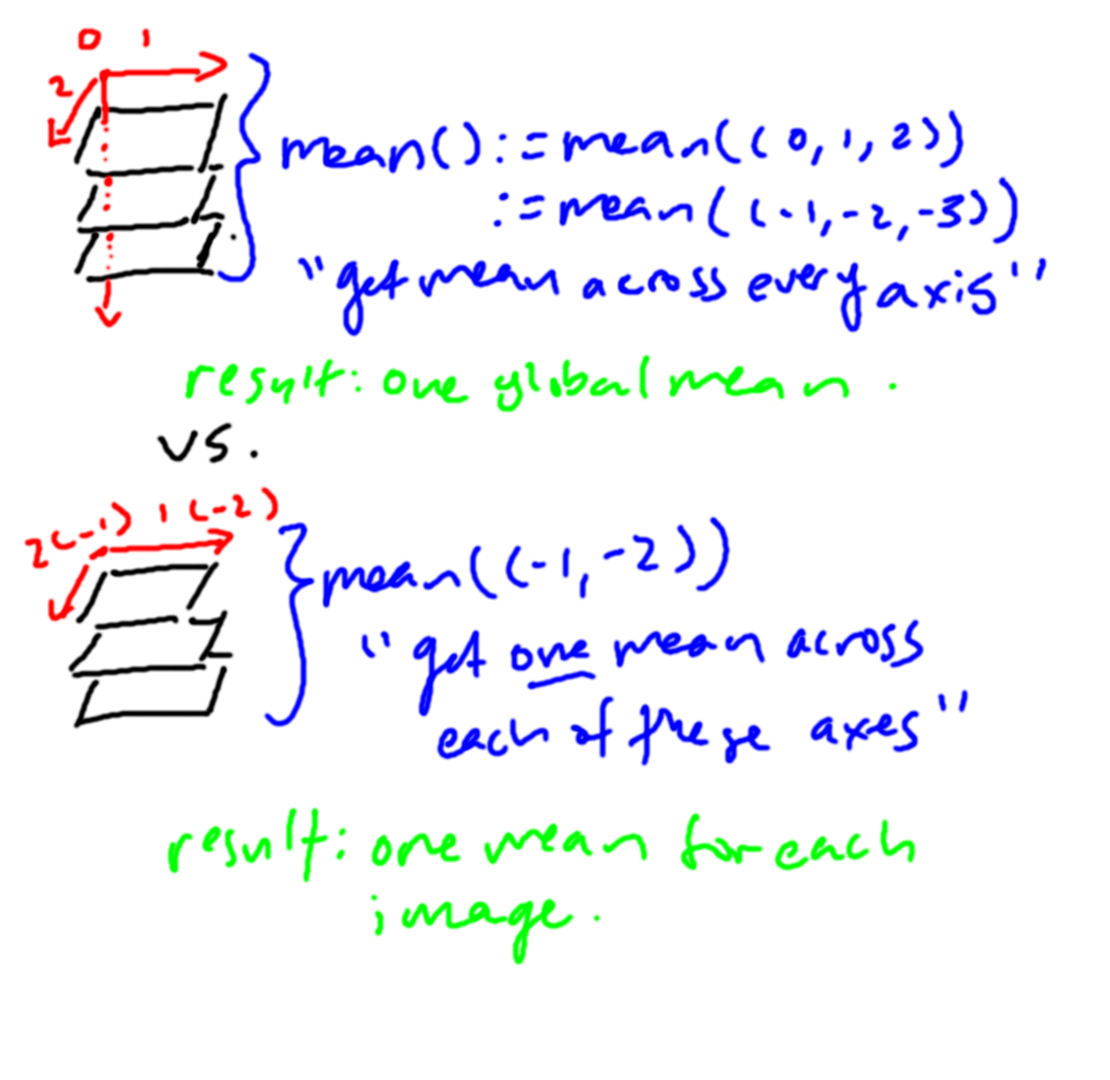 0 1
2
mean() := mean((0, 1, 2))
:= mean((-1, -2, -3))
"get mean across every axis"
result: one global mean.
vs.
2(-1) 1(-2)
mean((-1, -2))
"get one mean across
each of these axes"
result: one mean for each
image.